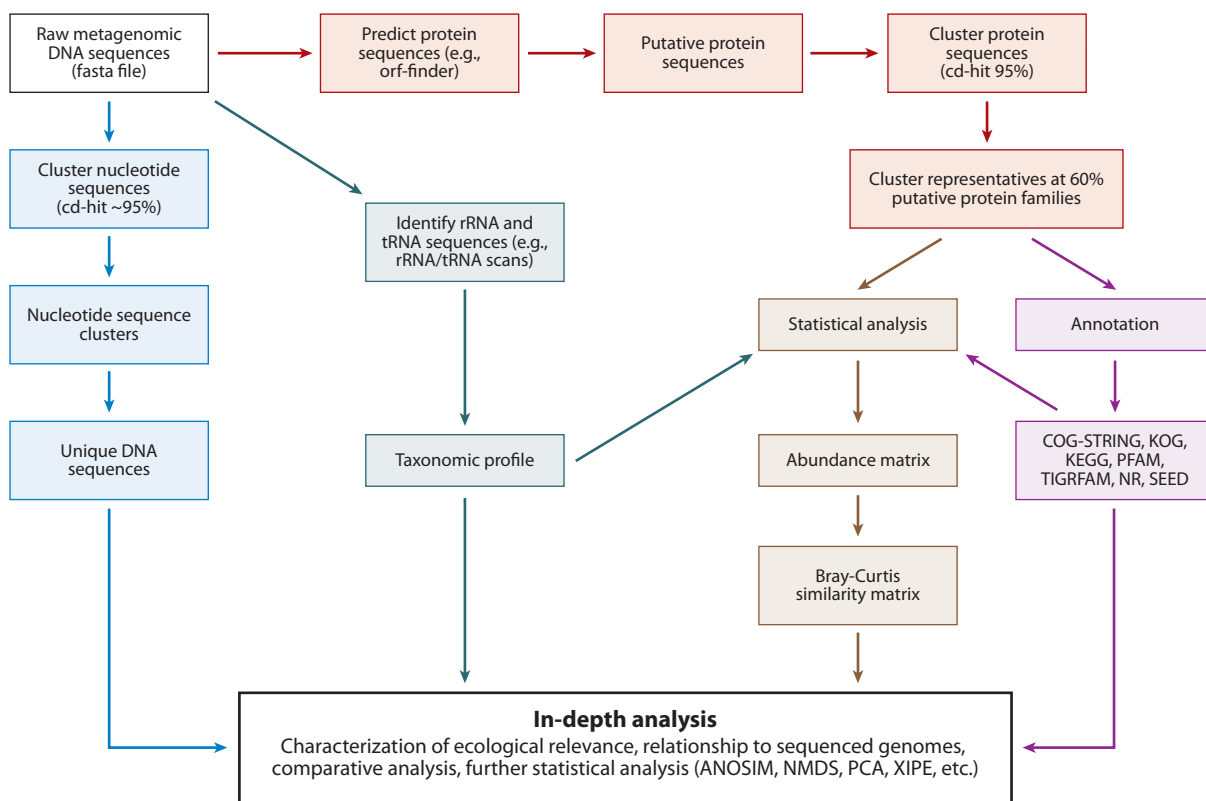 Raw metagenomic
DNA sequences
(fasta file)
Predict protein
sequences (e.g.,
orf-finder)
Putative protein
sequences
Cluster protein
sequences
(cd-hit 95%)
Cluster nucleotide
sequences
(cd-hit ~95%)
Identify rRNA and
tRNA sequences (e.g.,
rRNA/tRNA scans)
Cluster representatives at 60%
putative protein families
Nucleotide sequence
clusters
Statistical analysis
Annotation
Unique DNA
sequences
Taxonomic profile
Abundance matrix
COG-STRING, KOG,
KEGG, PFAM,
TIGRFAM, NR, SEED
Bray-Curtis
similarity matrix
In-depth analysis
Characterization of ecological relevance, relationship to sequenced genomes,
comparative analysis, further statistical analysis (ANOSIM, NMDS, PCA, XIPE, etc.)